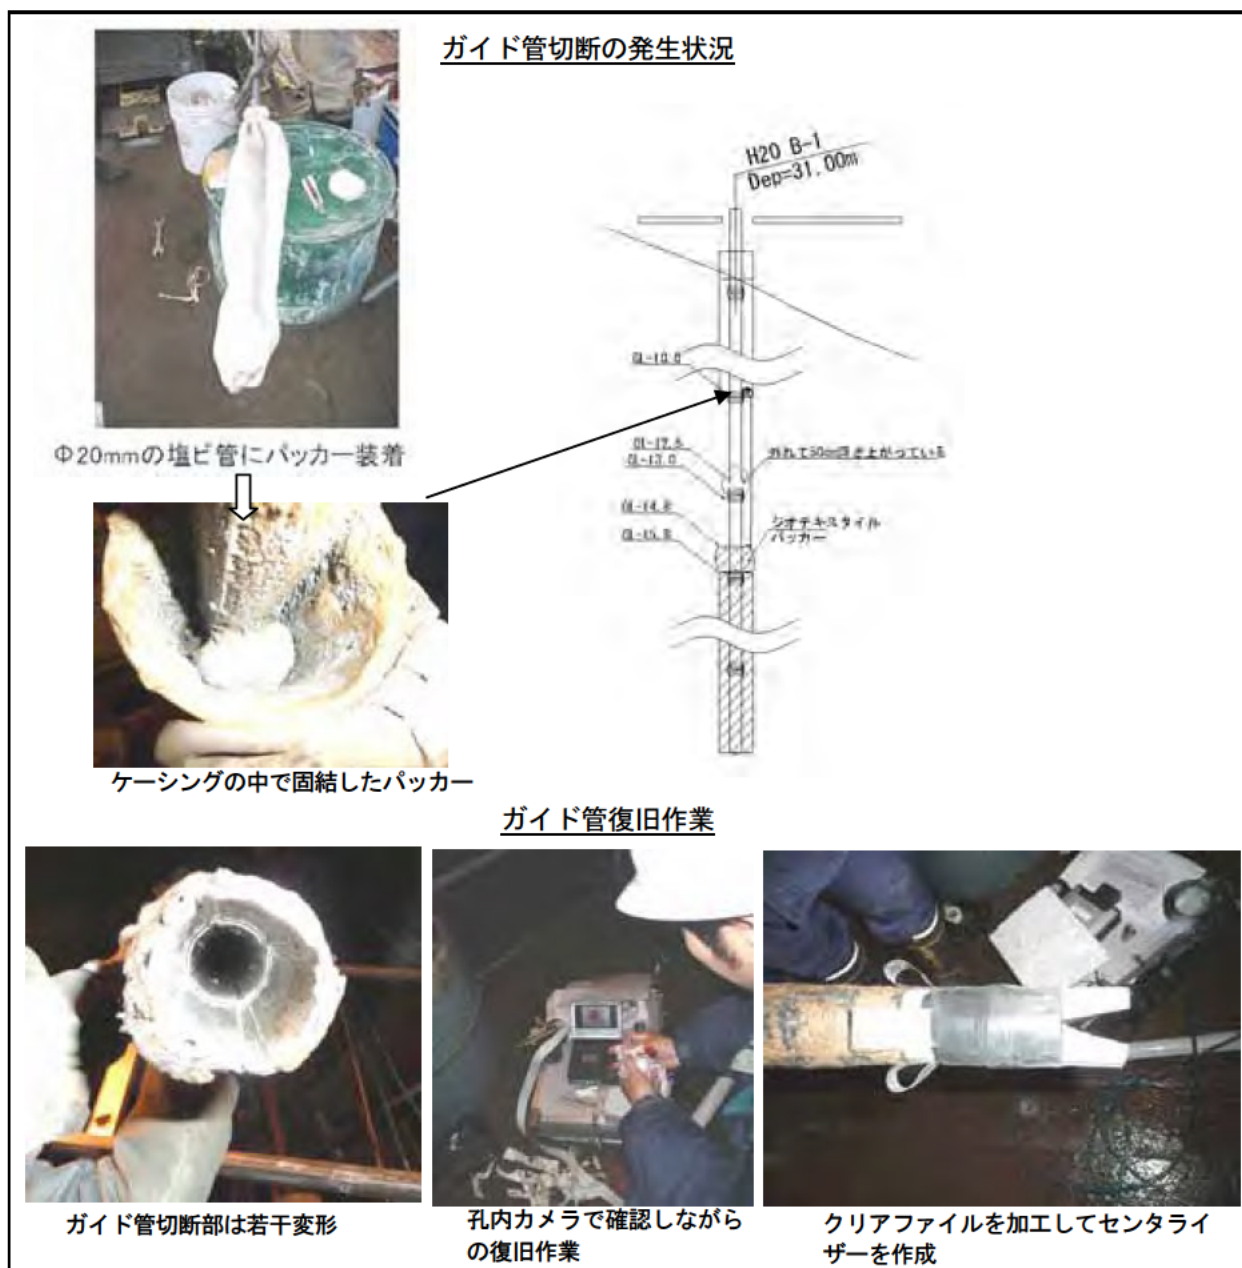 ガイド管切断の発生状況
H20 B-1
Dep=31.00m
Φ20mmの塩ビ管にパッカー装着
GL-13.0
ジオテキスタイル
パッカー
ケーシングの中で固結したパッカー
ガイド管復旧作業
ガイド管切断部は若干変形
孔内カメラで確認しながら
の復旧作業
クリアファイルを加工してセンタライ
ザーを作成